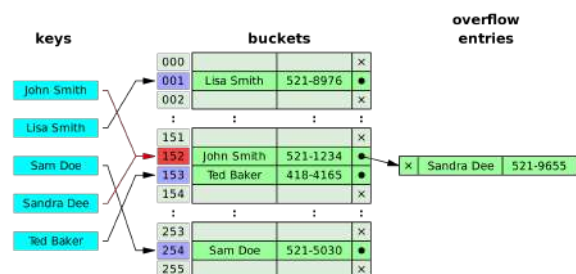 keys
buckets
overflow
entries
John Smith
Lisa Smith
Sam Doe
Sandra Dee
Ted Baker
000 ×
001 Lisa Smith 521-8976
002 ×
: : :
151 ×
152 John Smith 521-1234
153 Ted Baker 418-4165
154 ×
: : :
253 ×
254 Sam Doe 521-5030
255 ×
× Sandra Dee 521-9655